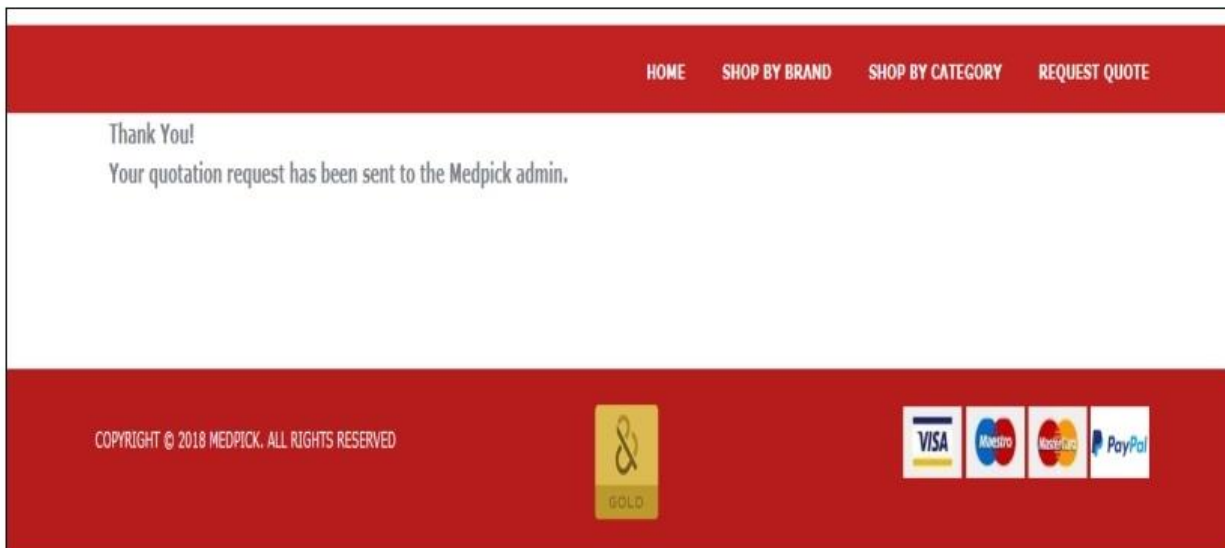 HOME SHOP BY BRAND SHOP BY CATEGORY REQUEST QUOTE
Thank You!
Your quotation request has been sent to the Medpick admin.
COPYRIGHT © 2018 MEDPICK. ALL RIGHTS RESERVED
&
GOLD
VISA Maestro MasterCard PayPal